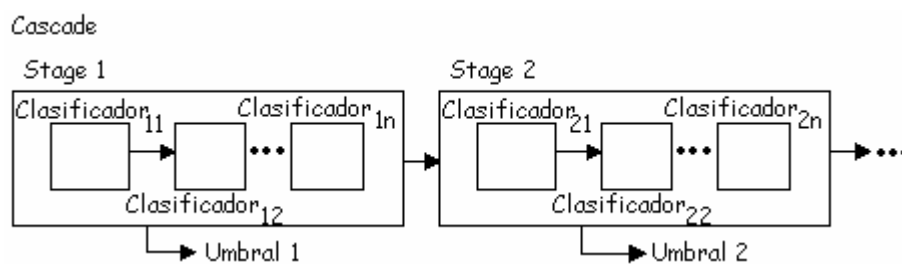 Cascade
Stage 1
Stage 2
Clasificador11
Clasificador1n
Clasificador21
Clasificador2n
Clasificador12
Clasificador22
Umbral 1
Umbral 2